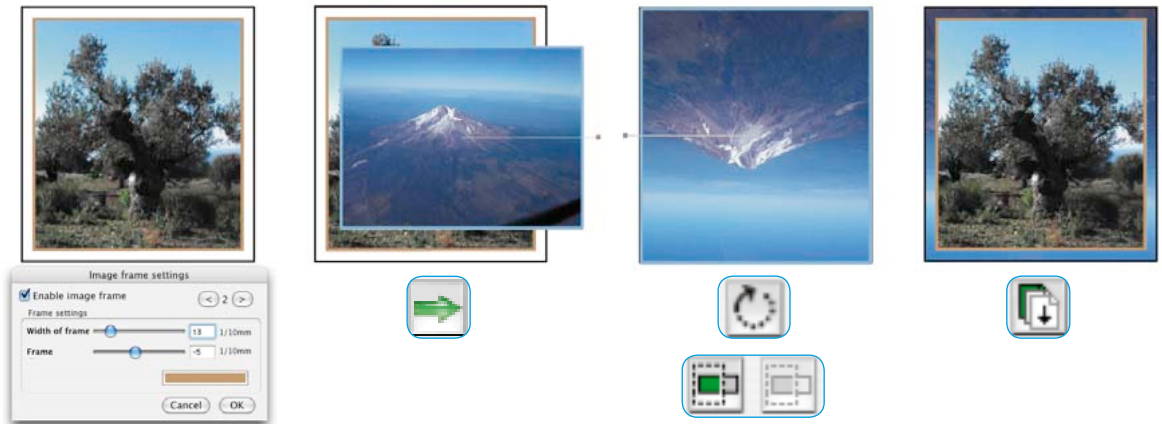 Image frame settings
Enable image frame
< 2 >
Frame settings
Width of frame 13 1/10mm
Frame -5 1/10mm
Cancel OK